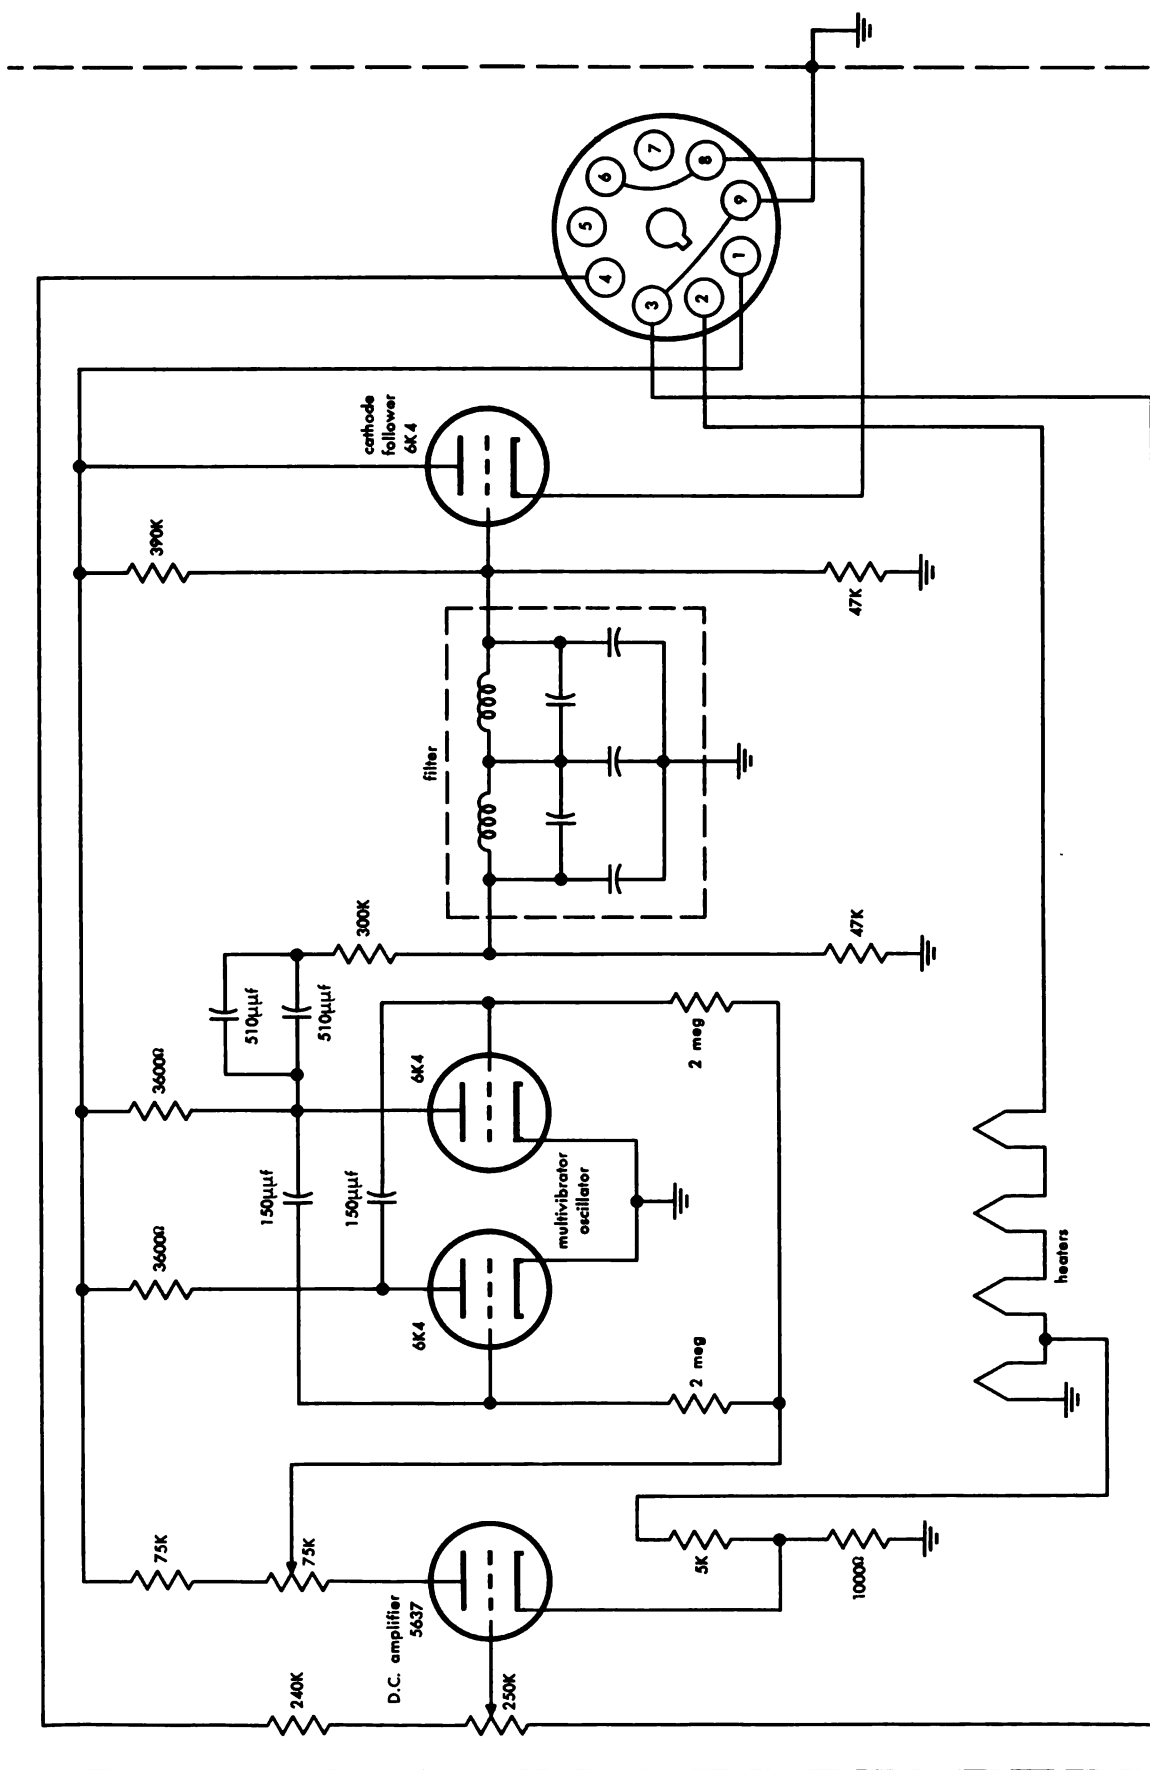 240K
250K
D.C. amplifier
5637
75K
75K
5K
1000Ω
3600Ω
6K4
2 meg
150μμf
150μμf
multivibrator
oscillator
3600Ω
6K4
2 meg
510μμf
510μμf
300K
47K
filter
390K
47K
cathode
follower
6K4
heaters
1
2
3
4
5
6
7
8
9